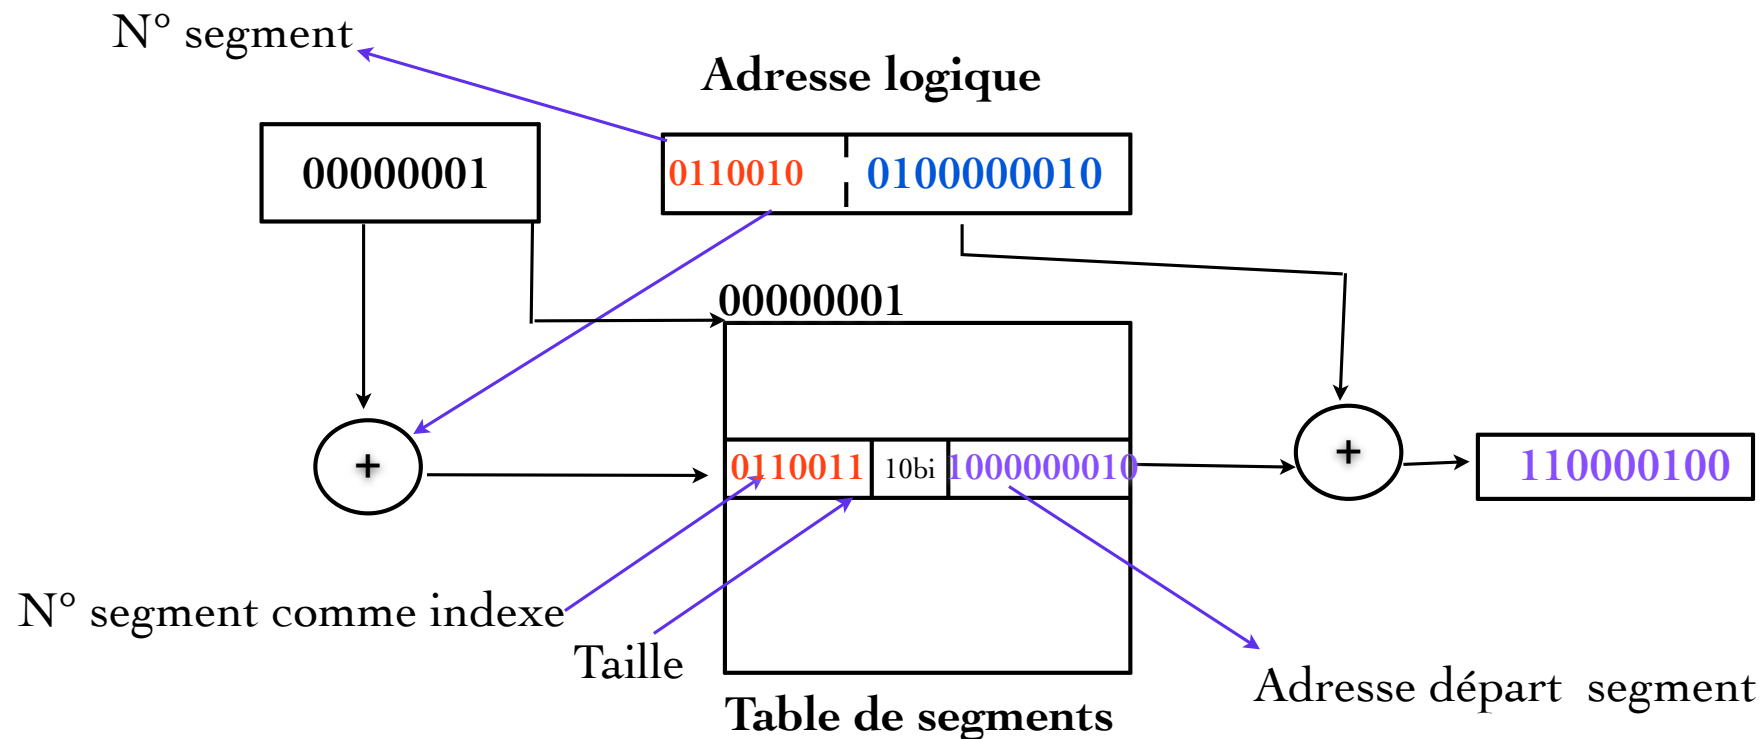 N° segment
Adresse logique
00000001
0110010
0100000010
00000001
+
0110011
10bi
1000000010
+
110000100
N° segment comme indexe
Taille
Adresse départ segment
Table de segments